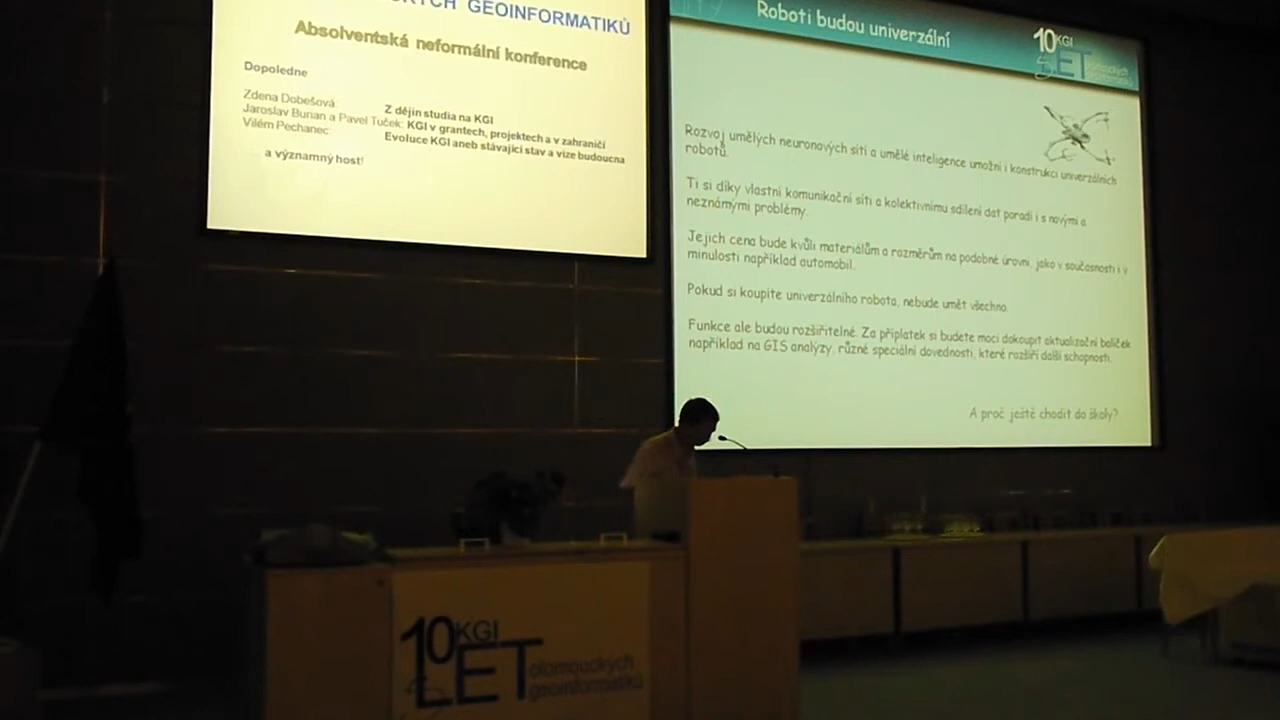 GEOINFORMATIKŮ
Absolventská neformální konference
Dopoledne
Zdena Dobešová: Z dějin studia na KGI
Jaroslav Burian a Pavel Tuček: KGI v grantech, projektech a v zahraničí
Vilém Pechanec: Evoluce KGI aneb stávající stav a vize budoucna
a významný host!
Roboti budou univerzální
10 KGI
LET olomouckých
geoinformatiků
Rozvoj umělých neuronových sítí a umělé inteligence umožní i konstrukci univerzálních
robotů.
Ti si díky vlastní komunikační síti a kolektivnímu sdílení dat poradí i s novými a
neznámými problémy.
Jejich cena bude kvůli materiálům a rozměrům na podobné úrovni, jako v současnosti i v
minulosti například automobil.
Pokud si koupíte univerzálního robota, nebude umět všechno.
Funkce ale budou rozšiřitelné. Za příplatek si budete moci dokoupit aktualizační balíček
například na GIS analýzy, různé speciální dovednosti, které rozšíří další schopnosti.
A proč ještě chodit do školy?
10 KGI
LET olomouckých
geoinformatiků